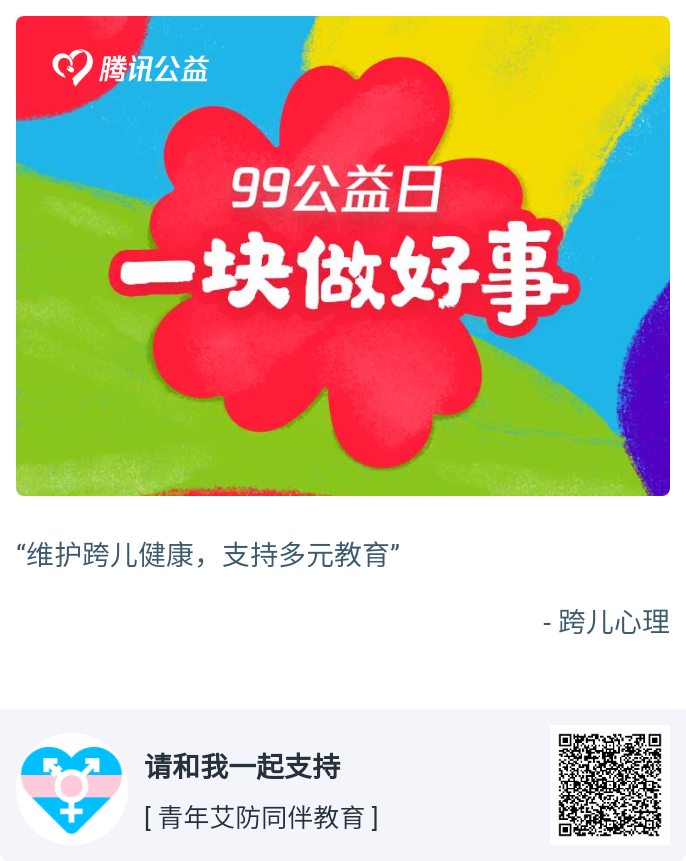 腾讯公益
99公益日
一块做好事
“维护跨儿健康，支持多元教育”
- 跨儿心理
请和我一起支持
[ 青年艾防同伴教育 ]